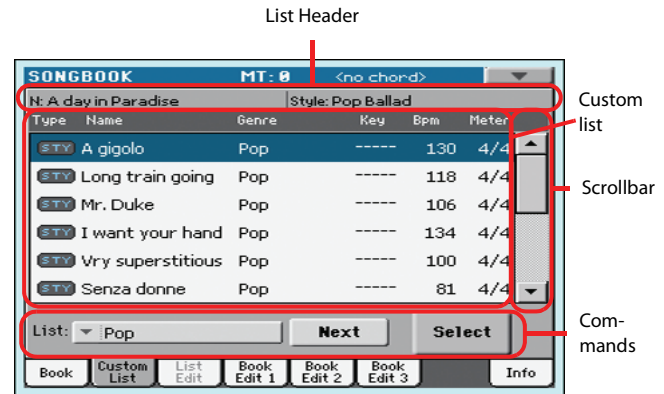 List Header
SONGBOOK MT: 0 <no chord>
N: A day in Paradise Style: Pop Ballad
Custom
list
Type Name Genre Key Bpm Meter
STY A gigolo Pop ----- 130 4/4
STY Long train going Pop ----- 118 4/4
Scrollbar
STY Mr. Duke Pop ----- 106 4/4
STY I want your hand Pop ----- 134 4/4
STY Vry superstitious Pop ----- 100 4/4
STY Senza donne Pop ----- 81 4/4
List: Pop Next Select
Com-
mands
Book Custom List List Edit Book Edit 1 Book Edit 2 Book Edit 3 Info